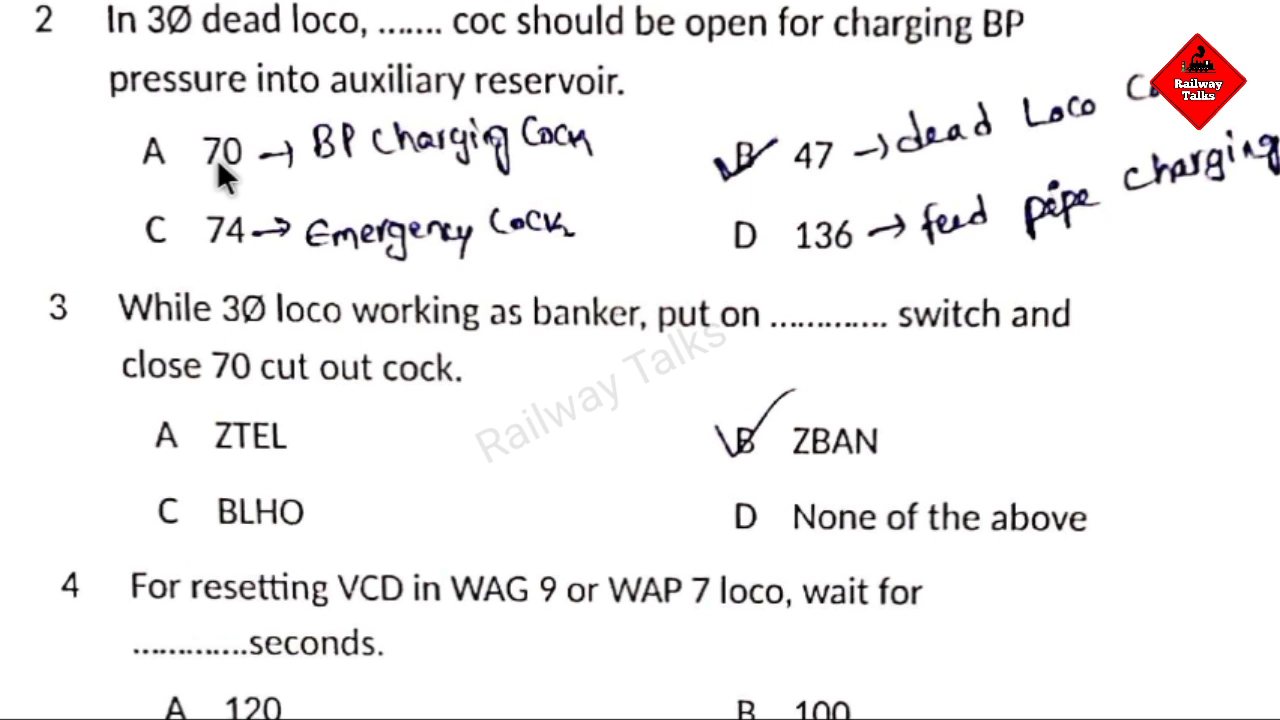 2 In 3Ø dead loco, ....... coc should be open for charging BP
pressure into auxiliary reservoir.
A 70 → BP Charging Cock
B 47 → dead Loco
C 74 → Emergency Cock
D 136 → feed pipe charging
Railway
Talks
3 While 3Ø loco working as banker, put on ............. switch and
close 70 cut out cock.
A ZTEL
B ZBAN
C BLHO
D None of the above
Railway Talks
4 For resetting VCD in WAG 9 or WAP 7 loco, wait for
.............seconds.
A 120
B 100